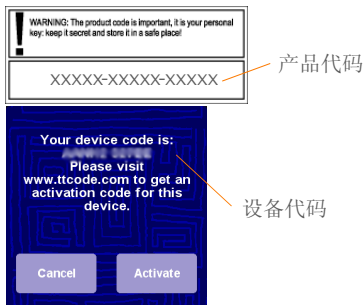 WARNING: The product code is important, it is your personal
key: keep it secret and store it in a safe place!
XXXXX-XXXXX-XXXXX
产品代码
Your device code is:
Please visit
www.ttcode.com to get an
activation code for this
device.
设备代码
Cancel
Activate